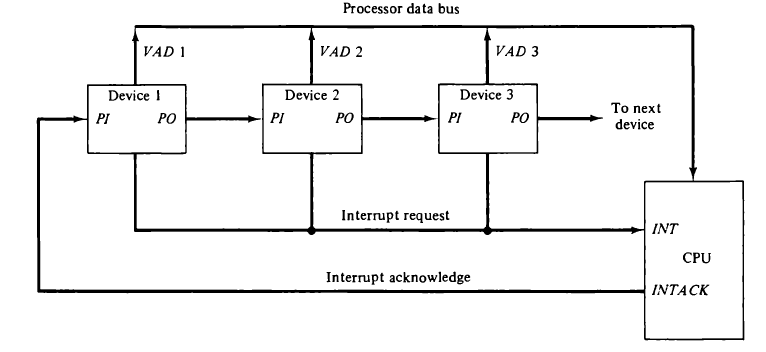 Processor data bus
VAD 1
VAD 2
VAD 3
Device 1
Device 2
Device 3
PI
PO
PI
PO
PI
PO
To next
device
Interrupt request
INT
CPU
Interrupt acknowledge
INTACK